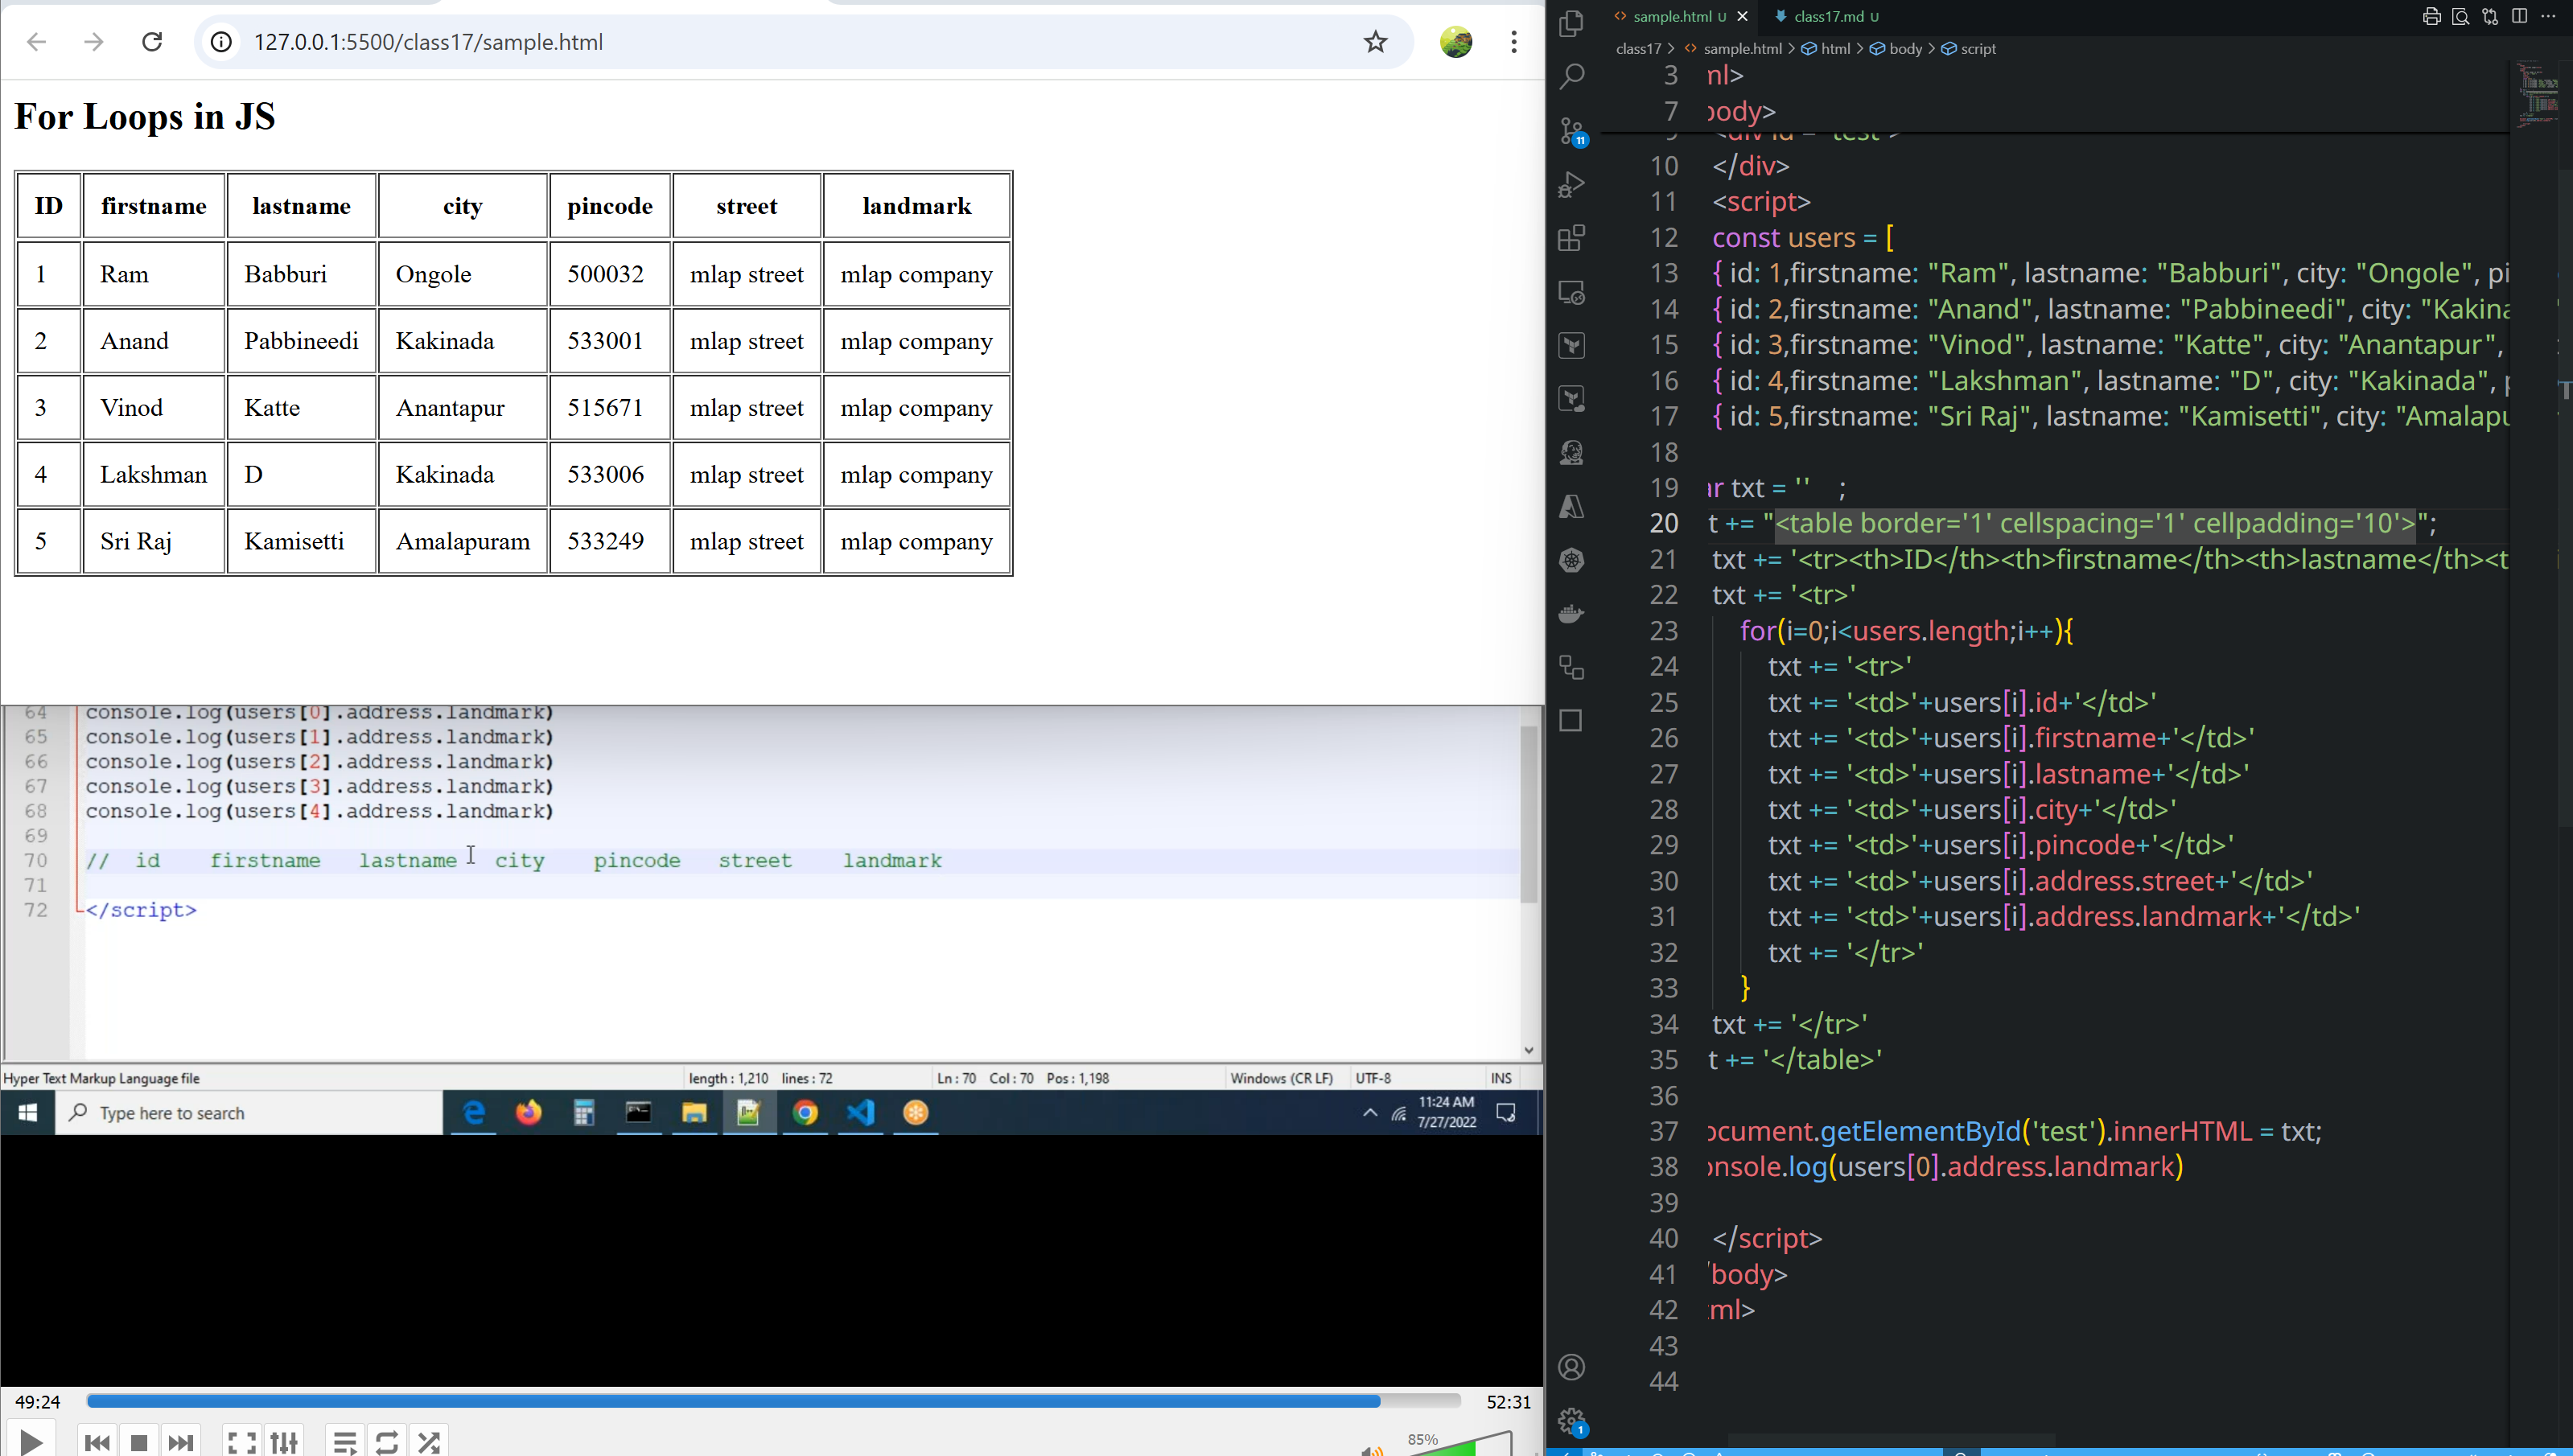 127.0.0.1:5500/class17/sample.html
For Loops in JS
ID firstname lastname city pincode street landmark
1 Ram Babburi Ongole 500032 mlap street mlap company
2 Anand Pabbineedi Kakinada 533001 mlap street mlap company
3 Vinod Katte Anantapur 515671 mlap street mlap company
4 Lakshman D Kakinada 533006 mlap street mlap company
5 Sri Raj Kamisetti Amalapuram 533249 mlap street mlap company
64 console.log(users[0].address.landmark)
65 console.log(users[1].address.landmark)
66 console.log(users[2].address.landmark)
67 console.log(users[3].address.landmark)
68 console.log(users[4].address.landmark)
69
70 // id firstname lastname city pincode street landmark
71
72 </script>
Hyper Text Markup Language file length : 1,210 lines : 72 Ln : 70 Col : 70 Pos : 1,198 Windows (CR LF) UTF-8 INS
Type here to search
11:24 AM
7/27/2022
49:24 52:31
85%
sample.html U class17.md U
class17 > sample.html > html > body > script
3 ml>
7 body>
9 <div id = "test">
10 </div>
11 <script>
12 const users = [
13 { id: 1,firstname: "Ram", lastname: "Babburi", city: "Ongole", pi
14 { id: 2,firstname: "Anand", lastname: "Pabbineedi", city: "Kakina
15 { id: 3,firstname: "Vinod", lastname: "Katte", city: "Anantapur",
16 { id: 4,firstname: "Lakshman", lastname: "D", city: "Kakinada", p
17 { id: 5,firstname: "Sri Raj", lastname: "Kamisetti", city: "Amalapu
18
19 ar txt = '' ;
20 t += "<table border='1' cellspacing='1' cellpadding='10'>";
21 txt += '<tr><th>ID</th><th>firstname</th><th>lastname</th><t
22 txt += '<tr>'
23 for(i=0;i<users.length;i++){
24 txt += '<tr>'
25 txt += '<td>'+users[i].id+'</td>'
26 txt += '<td>'+users[i].firstname+'</td>'
27 txt += '<td>'+users[i].lastname+'</td>'
28 txt += '<td>'+users[i].city+'</td>'
29 txt += '<td>'+users[i].pincode+'</td>'
30 txt += '<td>'+users[i].address.street+'</td>'
31 txt += '<td>'+users[i].address.landmark+'</td>'
32 txt += '</tr>'
33 }
34 txt += '</tr>'
35 t += '</table>'
36
37 ocument.getElementById('test').innerHTML = txt;
38 onsole.log(users[0].address.landmark)
39
40 </script>
41 /body>
42 ml>
43
44
11
1